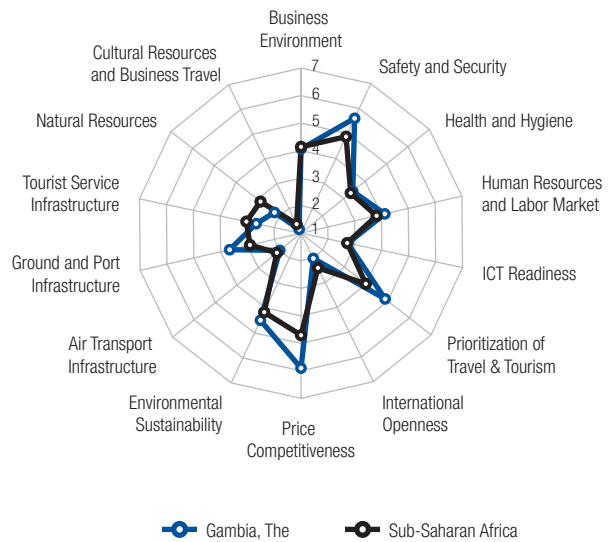 Business
Environment
Cultural Resources
and Business Travel
Safety and Security
Natural Resources
Health and Hygiene
Tourist Service
Infrastructure
Human Resources
and Labor Market
Ground and Port
Infrastructure
ICT Readiness
Air Transport
Infrastructure
Prioritization of
Travel & Tourism
Environmental
Sustainability
International
Openness
Price
Competitiveness
7
6
5
4
3
2
1
Gambia, The
Sub-Saharan Africa